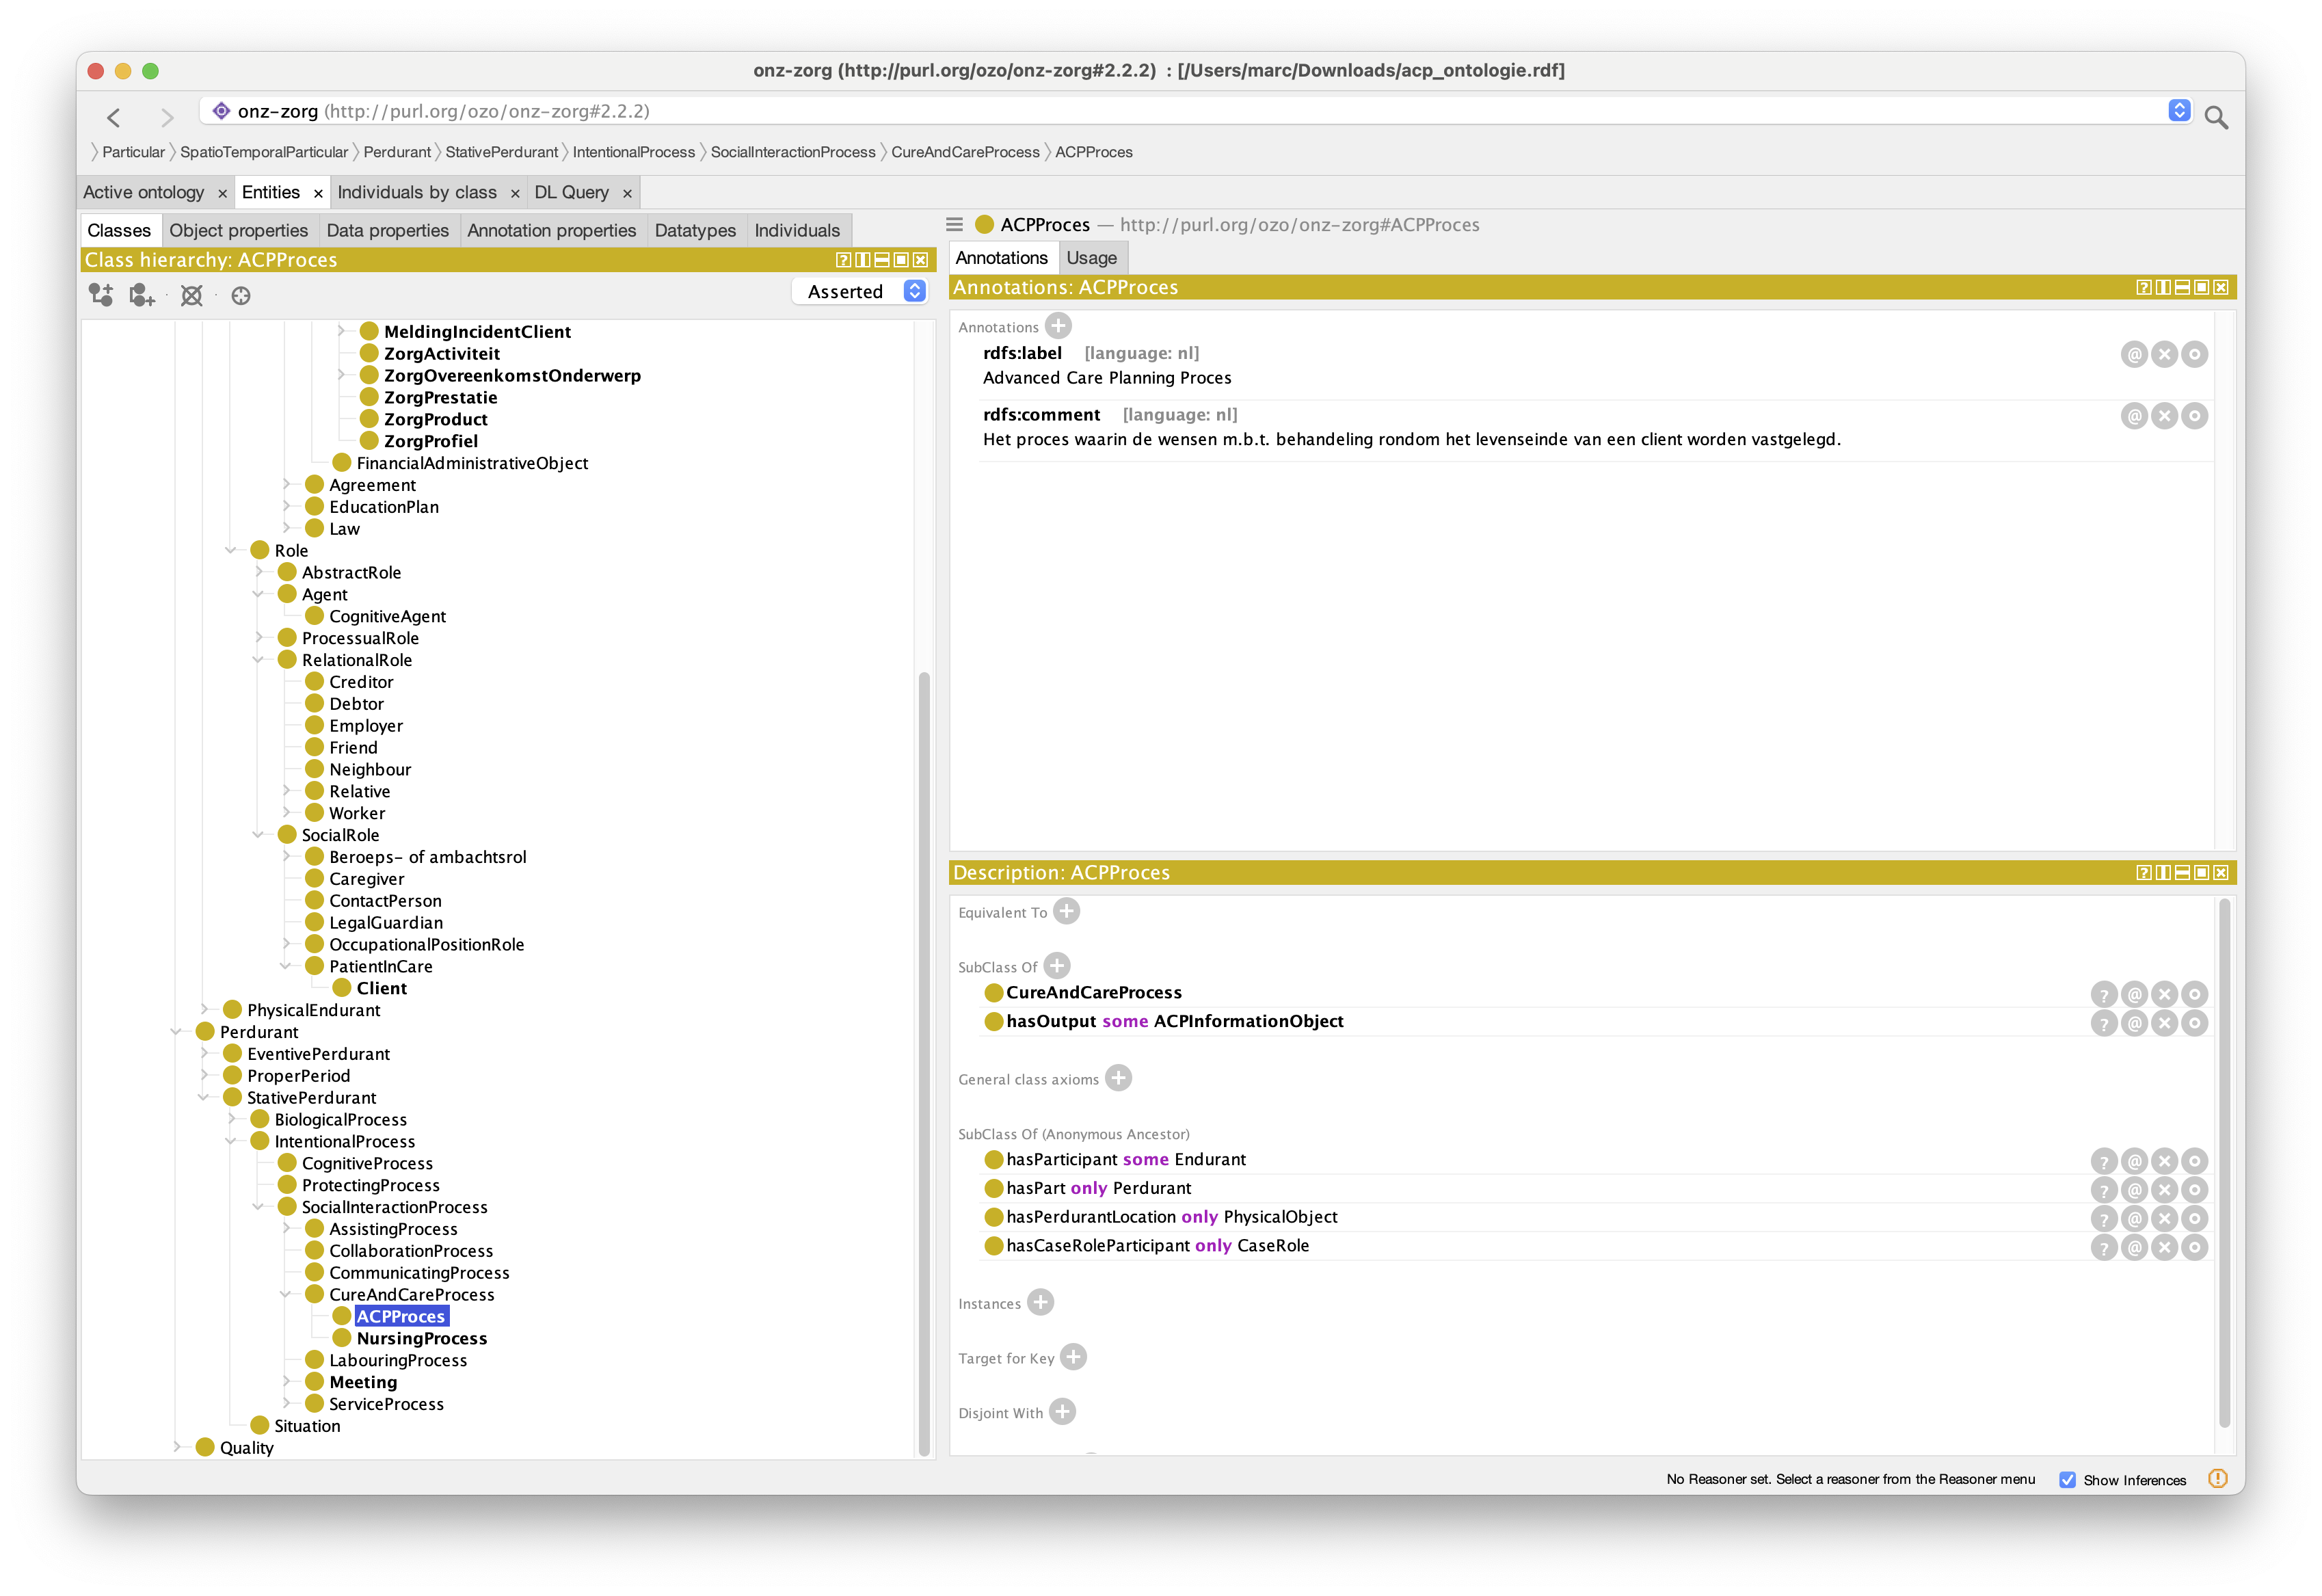 onz-zorg (http://purl.org/ozo/onz-zorg#2.2.2) : [/Users/marc/Downloads/acp_ontologie.rdf]
onz-zorg (http://purl.org/ozo/onz-zorg#2.2.2)
Particular SpatioTemporalParticular Perdurant StativePerdurant IntentionalProcess SocialInteractionProcess CureAndCareProcess ACPProces
Active ontology × Entities × Individuals by class × DL Query ×
Classes Object properties Data properties Annotation properties Datatypes Individuals
Class hierarchy: ACPProces
Asserted
MeldingIncidentClient
ZorgActiviteit
ZorgOvereenkomstOnderwerp
ZorgPrestatie
ZorgProduct
ZorgProfiel
FinancialAdministrativeObject
Agreement
EducationPlan
Law
Role
AbstractRole
Agent
CognitiveAgent
ProcessualRole
RelationalRole
Creditor
Debtor
Employer
Friend
Neighbour
Relative
Worker
SocialRole
Beroeps- of ambachtsrol
Caregiver
ContactPerson
LegalGuardian
OccupationalPositionRole
PatientInCare
Client
PhysicalEndurant
Perdurant
EventivePerdurant
ProperPeriod
StativePerdurant
BiologicalProcess
IntentionalProcess
CognitiveProcess
ProtectingProcess
SocialInteractionProcess
AssistingProcess
CollaborationProcess
CommunicatingProcess
CureAndCareProcess
ACPProces
NursingProcess
LabouringProcess
Meeting
ServiceProcess
Situation
Quality
ACPProces — http://purl.org/ozo/onz-zorg#ACPProces
Annotations Usage
Annotations: ACPProces
Annotations
rdfs:label [language: nl]
Advanced Care Planning Proces
rdfs:comment [language: nl]
Het proces waarin de wensen m.b.t. behandeling rondom het levenseinde van een client worden vastgelegd.
Description: ACPProces
Equivalent To
SubClass Of
CureAndCareProcess
hasOutput some ACPInformationObject
General class axioms
SubClass Of (Anonymous Ancestor)
hasParticipant some Endurant
hasPart only Perdurant
hasPerdurantLocation only PhysicalObject
hasCaseRoleParticipant only CaseRole
Instances
Target for Key
Disjoint With
No Reasoner set. Select a reasoner from the Reasoner menu Show Inferences